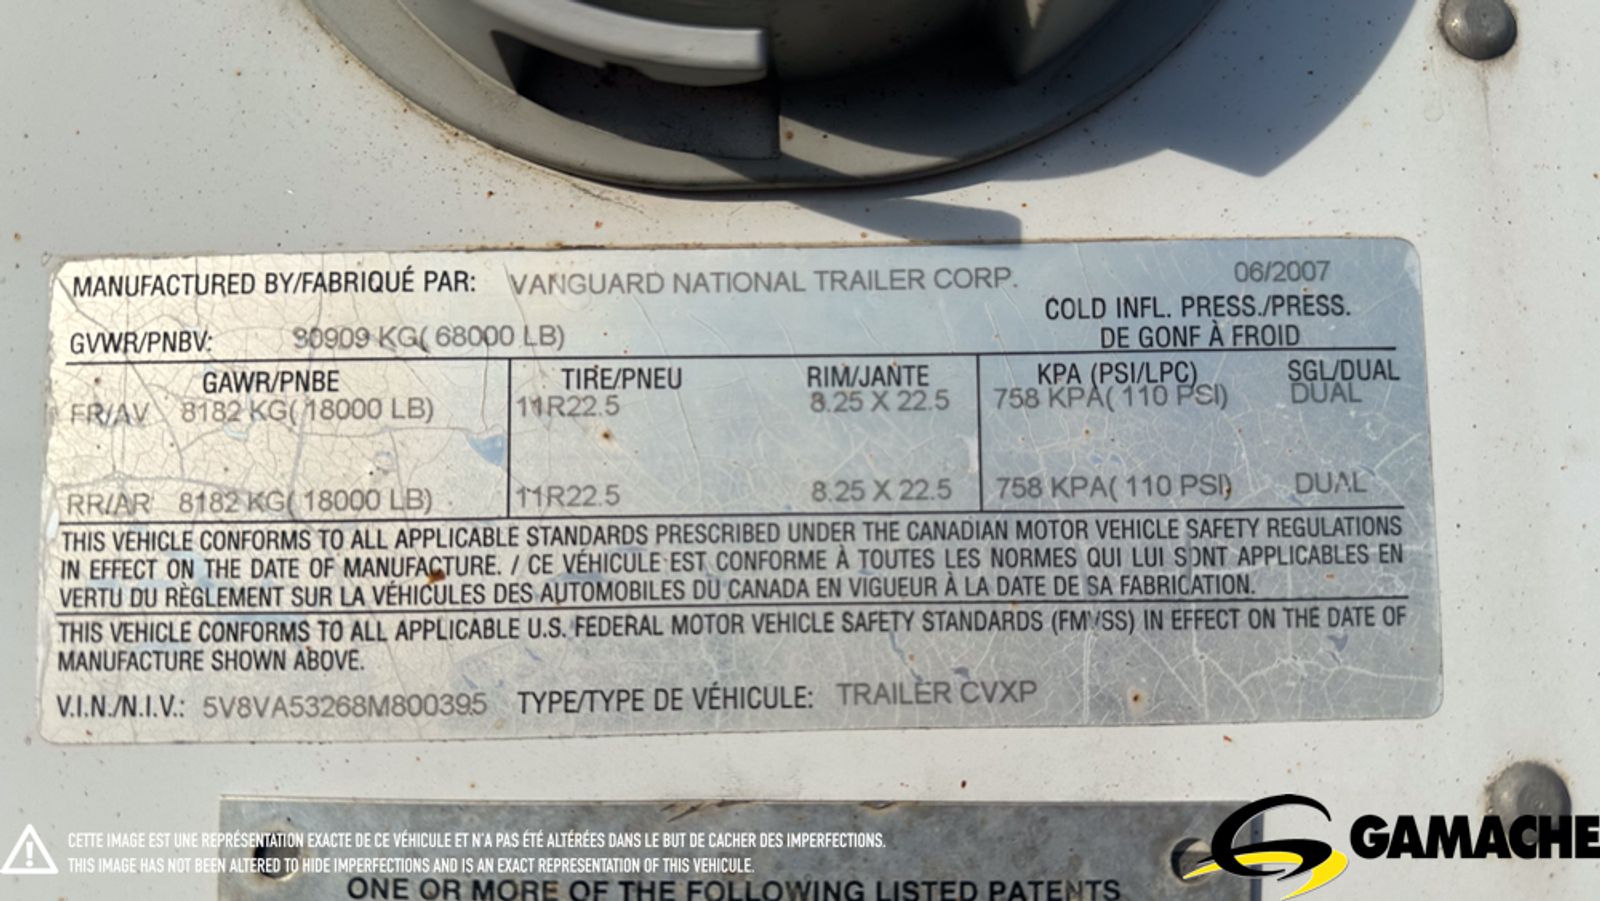 MANUFACTURED BY/FABRIQUÉ PAR: VANGUARD NATIONAL TRAILER CORP. 06/2007
GVWR/PNBV: 30909 KG( 68000 LB) COLD INFL. PRESS./PRESS.
DE GONF À FROID
GAWR/PNBE TIRE/PNEU RIM/JANTE KPA (PSI/LPC) SGL/DUAL
FR/AV 8182 KG( 18000 LB) 11R22.5 8.25 X 22.5 758 KPA( 110 PSI) DUAL
RR/AR 8182 KG( 18000 LB) 11R22.5 8.25 X 22.5 758 KPA( 110 PSI) DUAL
THIS VEHICLE CONFORMS TO ALL APPLICABLE STANDARDS PRESCRIBED UNDER THE CANADIAN MOTOR VEHICLE SAFETY REGULATIONS
IN EFFECT ON THE DATE OF MANUFACTURE. / CE VÉHICULE EST CONFORME À TOUTES LES NORMES QUI LUI SONT APPLICABLES EN
VERTU DU RÈGLEMENT SUR LA VÉHICULES DES AUTOMOBILES DU CANADA EN VIGUEUR À LA DATE DE SA FABRICATION.
THIS VEHICLE CONFORMS TO ALL APPLICABLE U.S. FEDERAL MOTOR VEHICLE SAFETY STANDARDS (FMVSS) IN EFFECT ON THE DATE OF
MANUFACTURE SHOWN ABOVE.
V.I.N./N.I.V.: 5V8VA53268M800395 TYPE/TYPE DE VÉHICULE: TRAILER CVXP
CETTE IMAGE EST UNE REPRÉSENTATION EXACTE DE CE VÉHICULE ET N'A PAS ÉTÉ ALTÉRÉES DANS LE BUT DE CACHER DES IMPERFECTIONS.
THIS IMAGE HAS NOT BEEN ALTERED TO HIDE IMPERFECTIONS AND IS AN EXACT REPRESENTATION OF THIS VEHICLE.
GAMACHE
ONE OR MORE OF THE FOLLOWING LISTED PATENTS